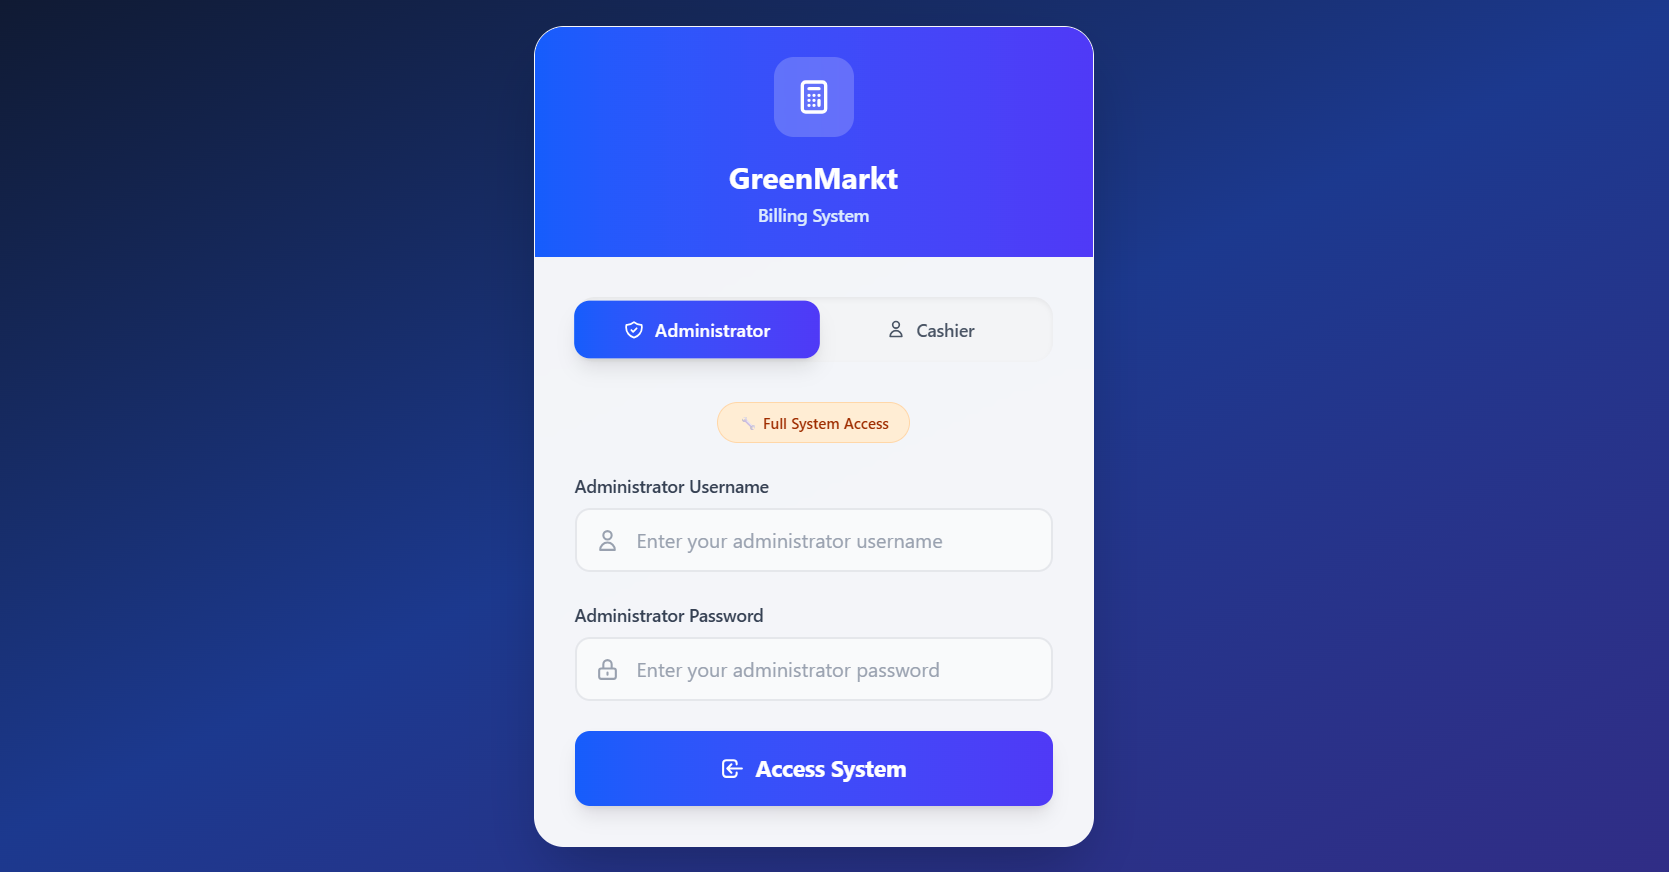 GreenMarkt
Billing System
Administrator
Cashier
Full System Access
Administrator Username
Enter your administrator username
Administrator Password
Enter your administrator password
Access System